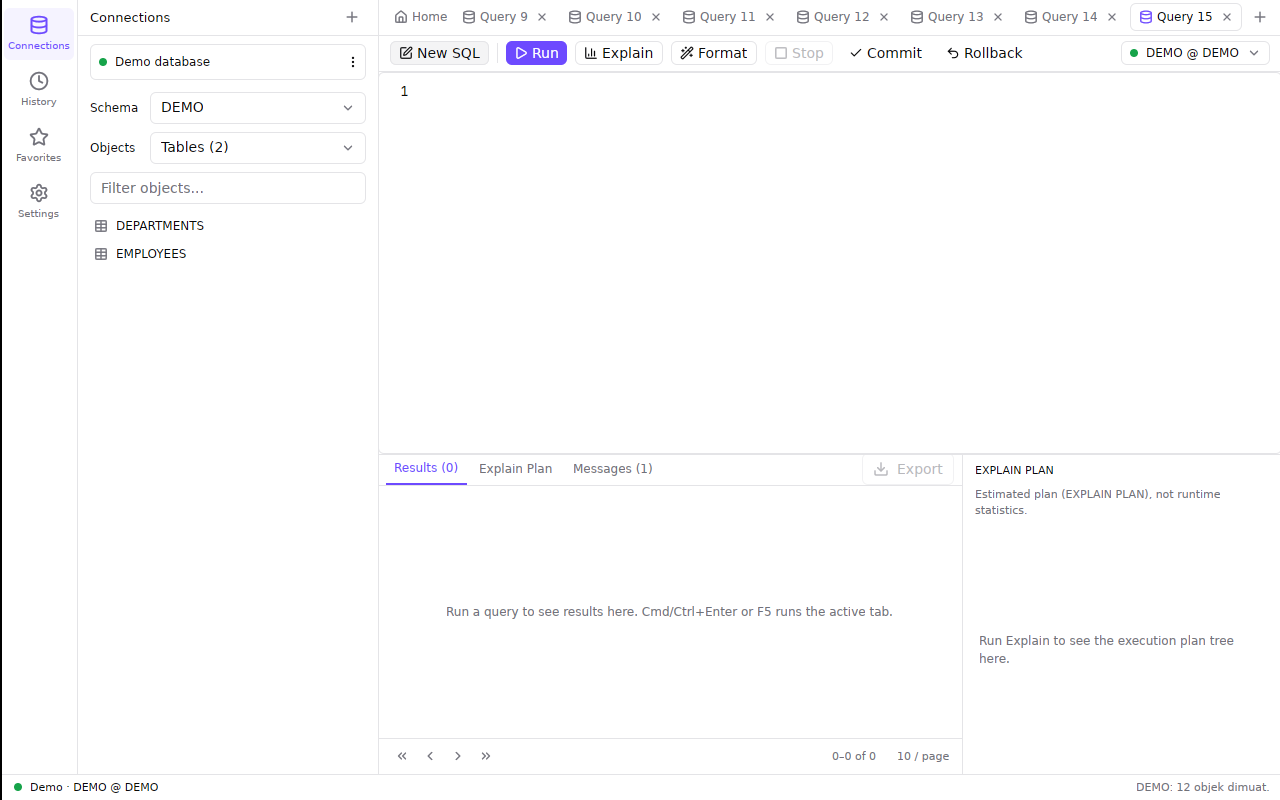 Connections
History
Favorites
Settings
Connections
Demo database
Schema
DEMO
Objects
Tables (2)
Filter objects...
DEPARTMENTS
EMPLOYEES
Home
Query 9
Query 10
Query 11
Query 12
Query 13
Query 14
Query 15
New SQL
Run
Explain
Format
Stop
Commit
Rollback
DEMO @ DEMO
1
Results (0)
Explain Plan
Messages (1)
Export
Run a query to see results here. Cmd/Ctrl+Enter or F5 runs the active tab.
0–0 of 0
10 / page
EXPLAIN PLAN
Estimated plan (EXPLAIN PLAN), not runtime
statistics.
Run Explain to see the execution plan tree
here.
Demo · DEMO @ DEMO
DEMO: 12 objek dimuat.